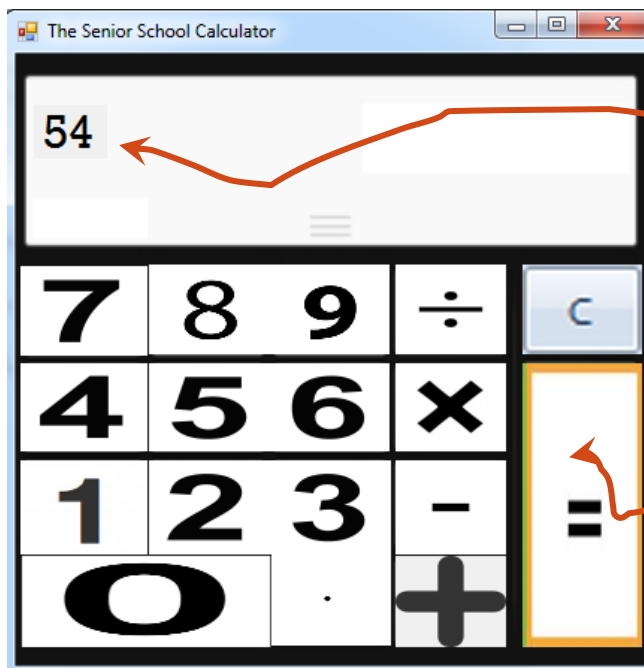 The Senior School Calculator
54
7 8 9 ÷ C
4 5 6 × =
1 2 3 -
0 . +